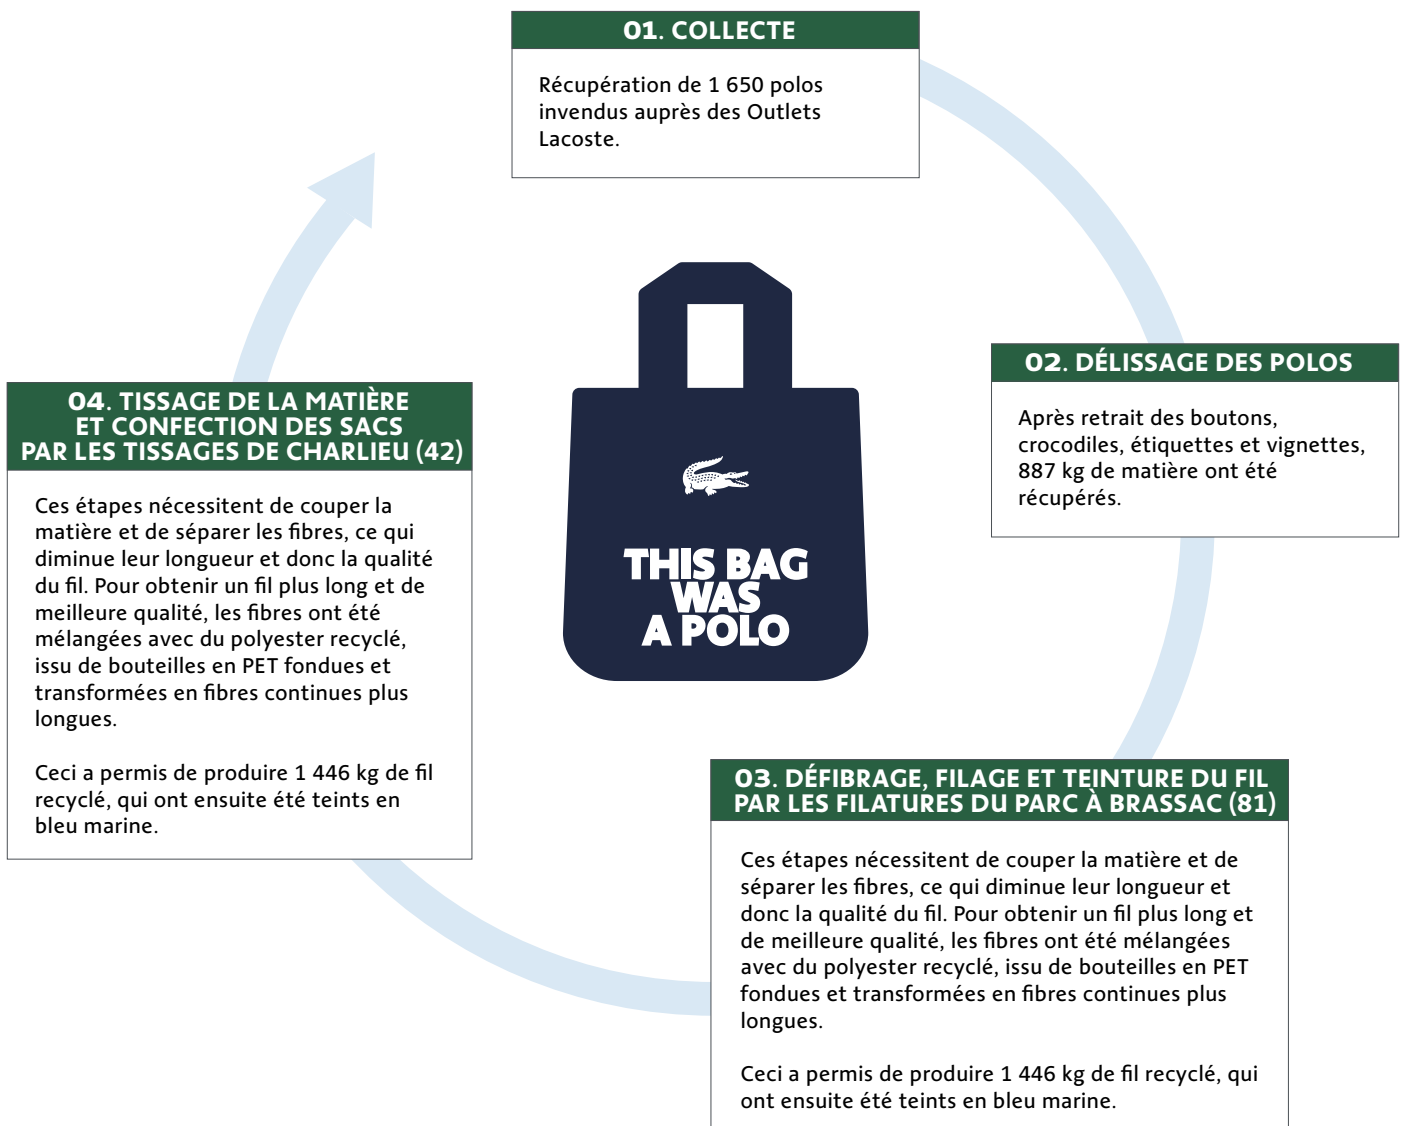 01. COLLECTE
Récupération de 1 650 polos
invendus auprès des Outlets
Lacoste.
02. DÉLISSAGE DES POLOS
Après retrait des boutons,
crocodiles, étiquettes et vignettes,
887 kg de matière ont été
récupérés.
03. DÉFIBRAGE, FILAGE ET TEINTURE DU FIL
PAR LES FILATURES DU PARC À BRASSAC (81)
Ces étapes nécessitent de couper la matière et de
séparer les fibres, ce qui diminue leur longueur et
donc la qualité du fil. Pour obtenir un fil plus long et
de meilleure qualité, les fibres ont été mélangées
avec du polyester recyclé, issu de bouteilles en PET
fondues et transformées en fibres continues plus
longues.
Ceci a permis de produire 1 446 kg de fil recyclé, qui
ont ensuite été teints en bleu marine.
04. TISSAGE DE LA MATIÈRE
ET CONFECTION DES SACS
PAR LES TISSAGES DE CHARLIEU (42)
Ces étapes nécessitent de couper la
matière et de séparer les fibres, ce qui
diminue leur longueur et donc la qualité
du fil. Pour obtenir un fil plus long et de
meilleure qualité, les fibres ont été
mélangées avec du polyester recyclé,
issu de bouteilles en PET fondues et
transformées en fibres continues plus
longues.
Ceci a permis de produire 1 446 kg de fil
recyclé, qui ont ensuite été teints en
bleu marine.
THIS BAG
WAS
A POLO